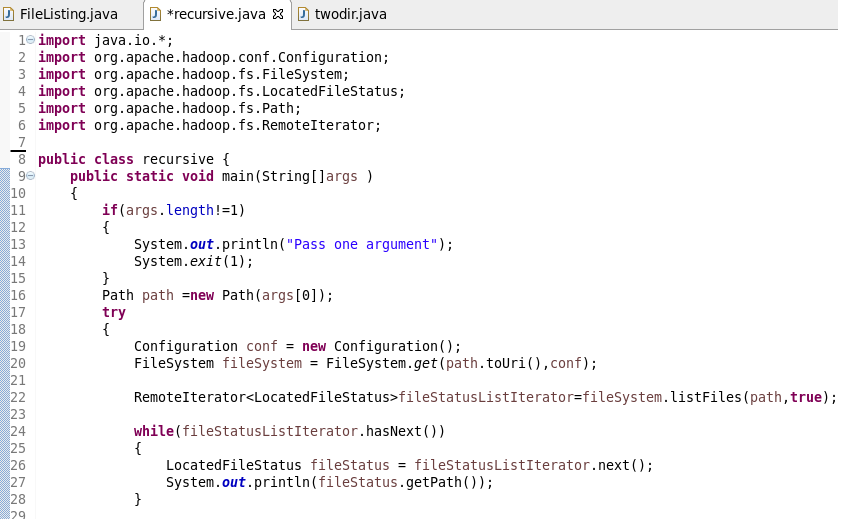 FileListing.java *recursive.java twodir.java
1 import java.io.*;
2 import org.apache.hadoop.conf.Configuration;
3 import org.apache.hadoop.fs.FileSystem;
4 import org.apache.hadoop.fs.LocatedFileStatus;
5 import org.apache.hadoop.fs.Path;
6 import org.apache.hadoop.fs.RemoteIterator;
7
8 public class recursive {
9     public static void main(String[]args )
10     {
11         if(args.length!=1)
12         {
13             System.out.println("Pass one argument");
14             System.exit(1);
15         }
16         Path path =new Path(args[0]);
17         try
18         {
19             Configuration conf = new Configuration();
20             FileSystem fileSystem = FileSystem.get(path.toUri(),conf);
21
22             RemoteIterator<LocatedFileStatus>fileStatusListIterator=fileSystem.listFiles(path,true);
23
24             while(fileStatusListIterator.hasNext())
25             {
26                 LocatedFileStatus fileStatus = fileStatusListIterator.next();
27                 System.out.println(fileStatus.getPath());
28             }
29